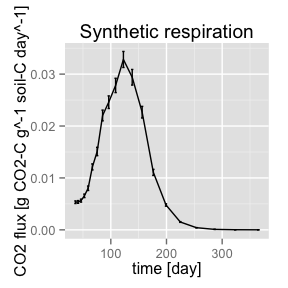 Synthetic respiration
CO2 flux [g CO2-C g^-1 soil-C day^-1]
0.03
0.02
0.01
0.00
100 200 300
time [day]